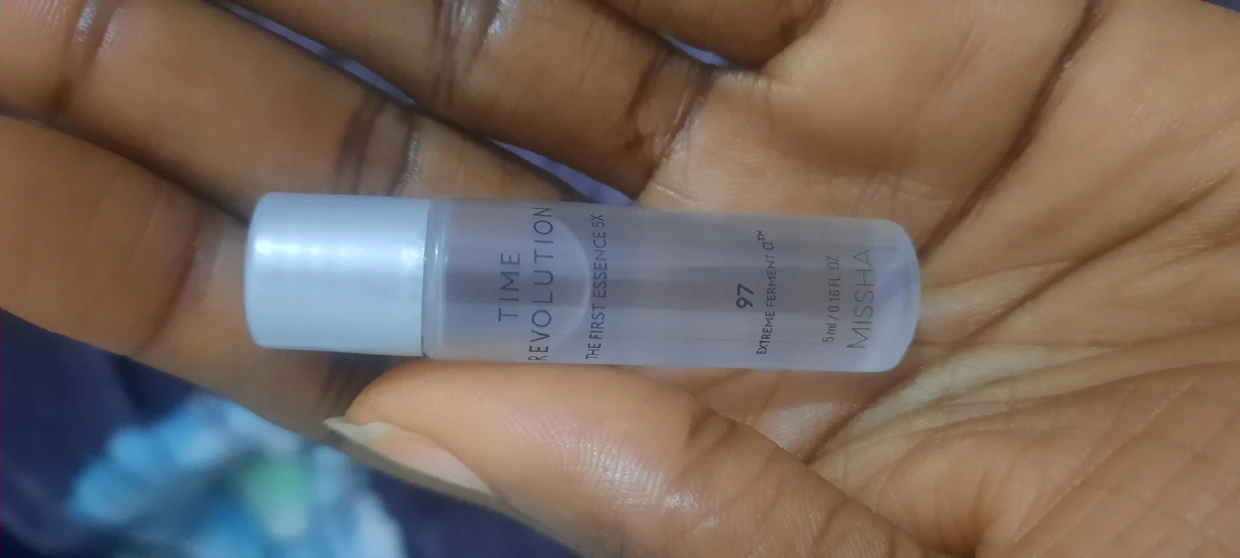 TIME
REVOLUTION
THE FIRST ESSENCE 5X
97
EXTREME FERMENT α™
5ml / 0.16 FL. OZ
MISSHA